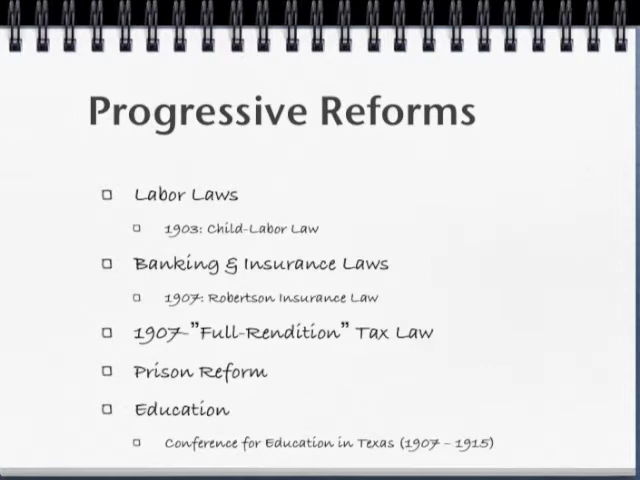 Progressive Reforms
Labor Laws
1903: Child-Labor Law
Banking & Insurance Laws
1907: Robertson Insurance Law
1907-”Full-Rendition” Tax Law
Prison Reform
Education
Conference for Education in Texas (1907 – 1915)